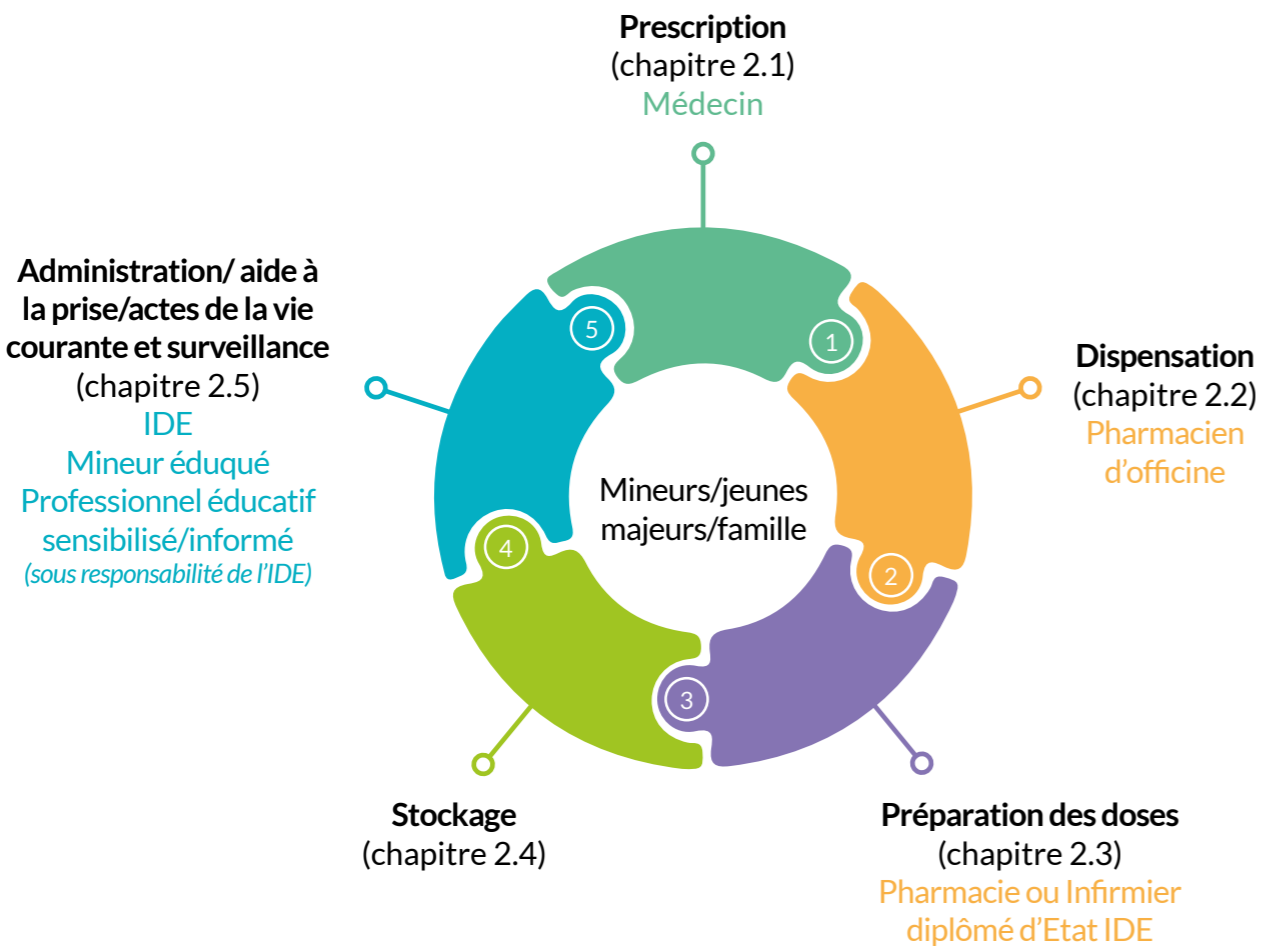 Prescription
(chapitre 2.1)
Médecin
1
Dispensation
(chapitre 2.2)
Pharmacien
d'officine
2
Préparation des doses
(chapitre 2.3)
Pharmacie ou Infirmier
diplômé d'Etat IDE
3
Stockage
(chapitre 2.4)
4
Administration/ aide à
la prise/actes de la vie
courante et surveillance
(chapitre 2.5)
IDE
Mineur éduqué
Professionnel éducatif
sensibilisé/informé
(sous responsabilité de l'IDE)
5
Mineurs/jeunes
majeurs/famille